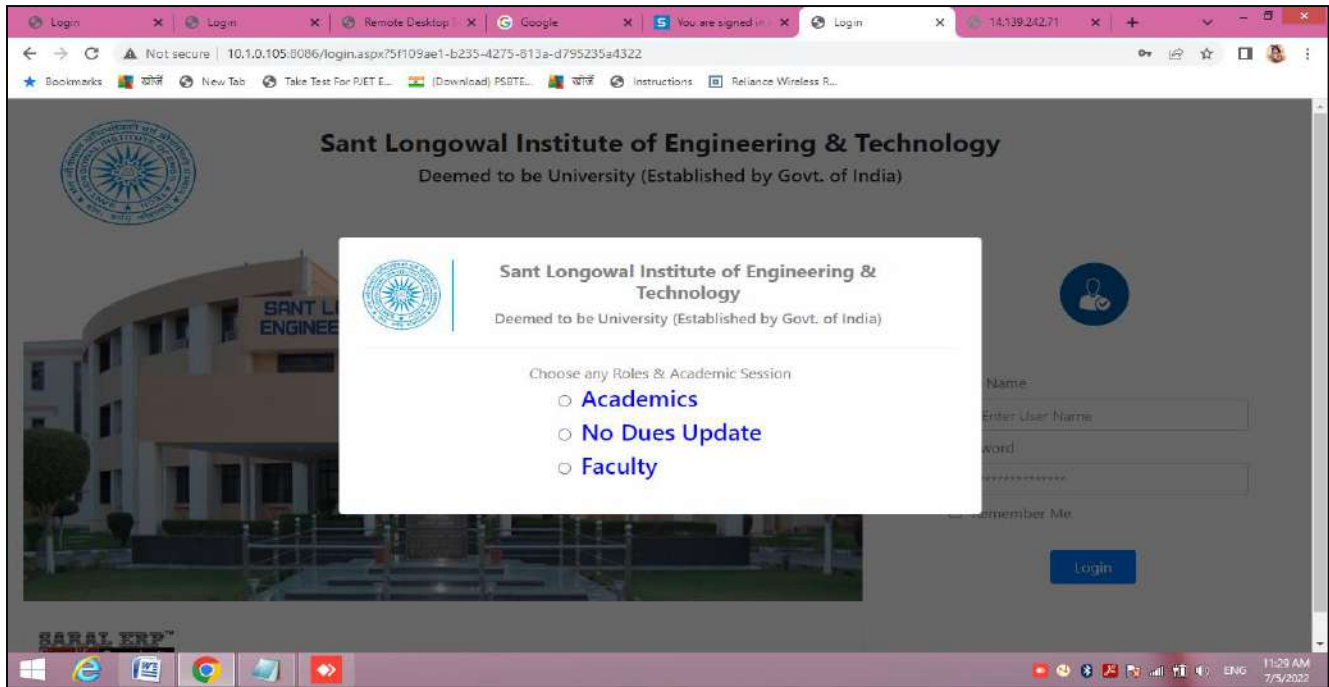 Login
Login
Remote Desktop
Google
You are signed in
Login
14.139.242.71
Not secure 10.1.0.105:8086/login.aspx?5f109ae1-b235-4275-813a-d795235a4322
Bookmarks
खोजें
New Tab
Take Test For PJET E...
(Download) PSBTE...
खोजें
Instructions
Reliance Wireless R...
Sant Longowal Institute of Engineering & Technology
Deemed to be University (Established by Govt. of India)
SANT L
ENGINEE
Sant Longowal Institute of Engineering &
Technology
Deemed to be University (Established by Govt. of India)
Choose any Roles & Academic Session
Academics
No Dues Update
Faculty
Name
Enter User Name
word
**************
Remember Me
Login
SARAL ERP™
ENG
11:29 AM
7/5/2022